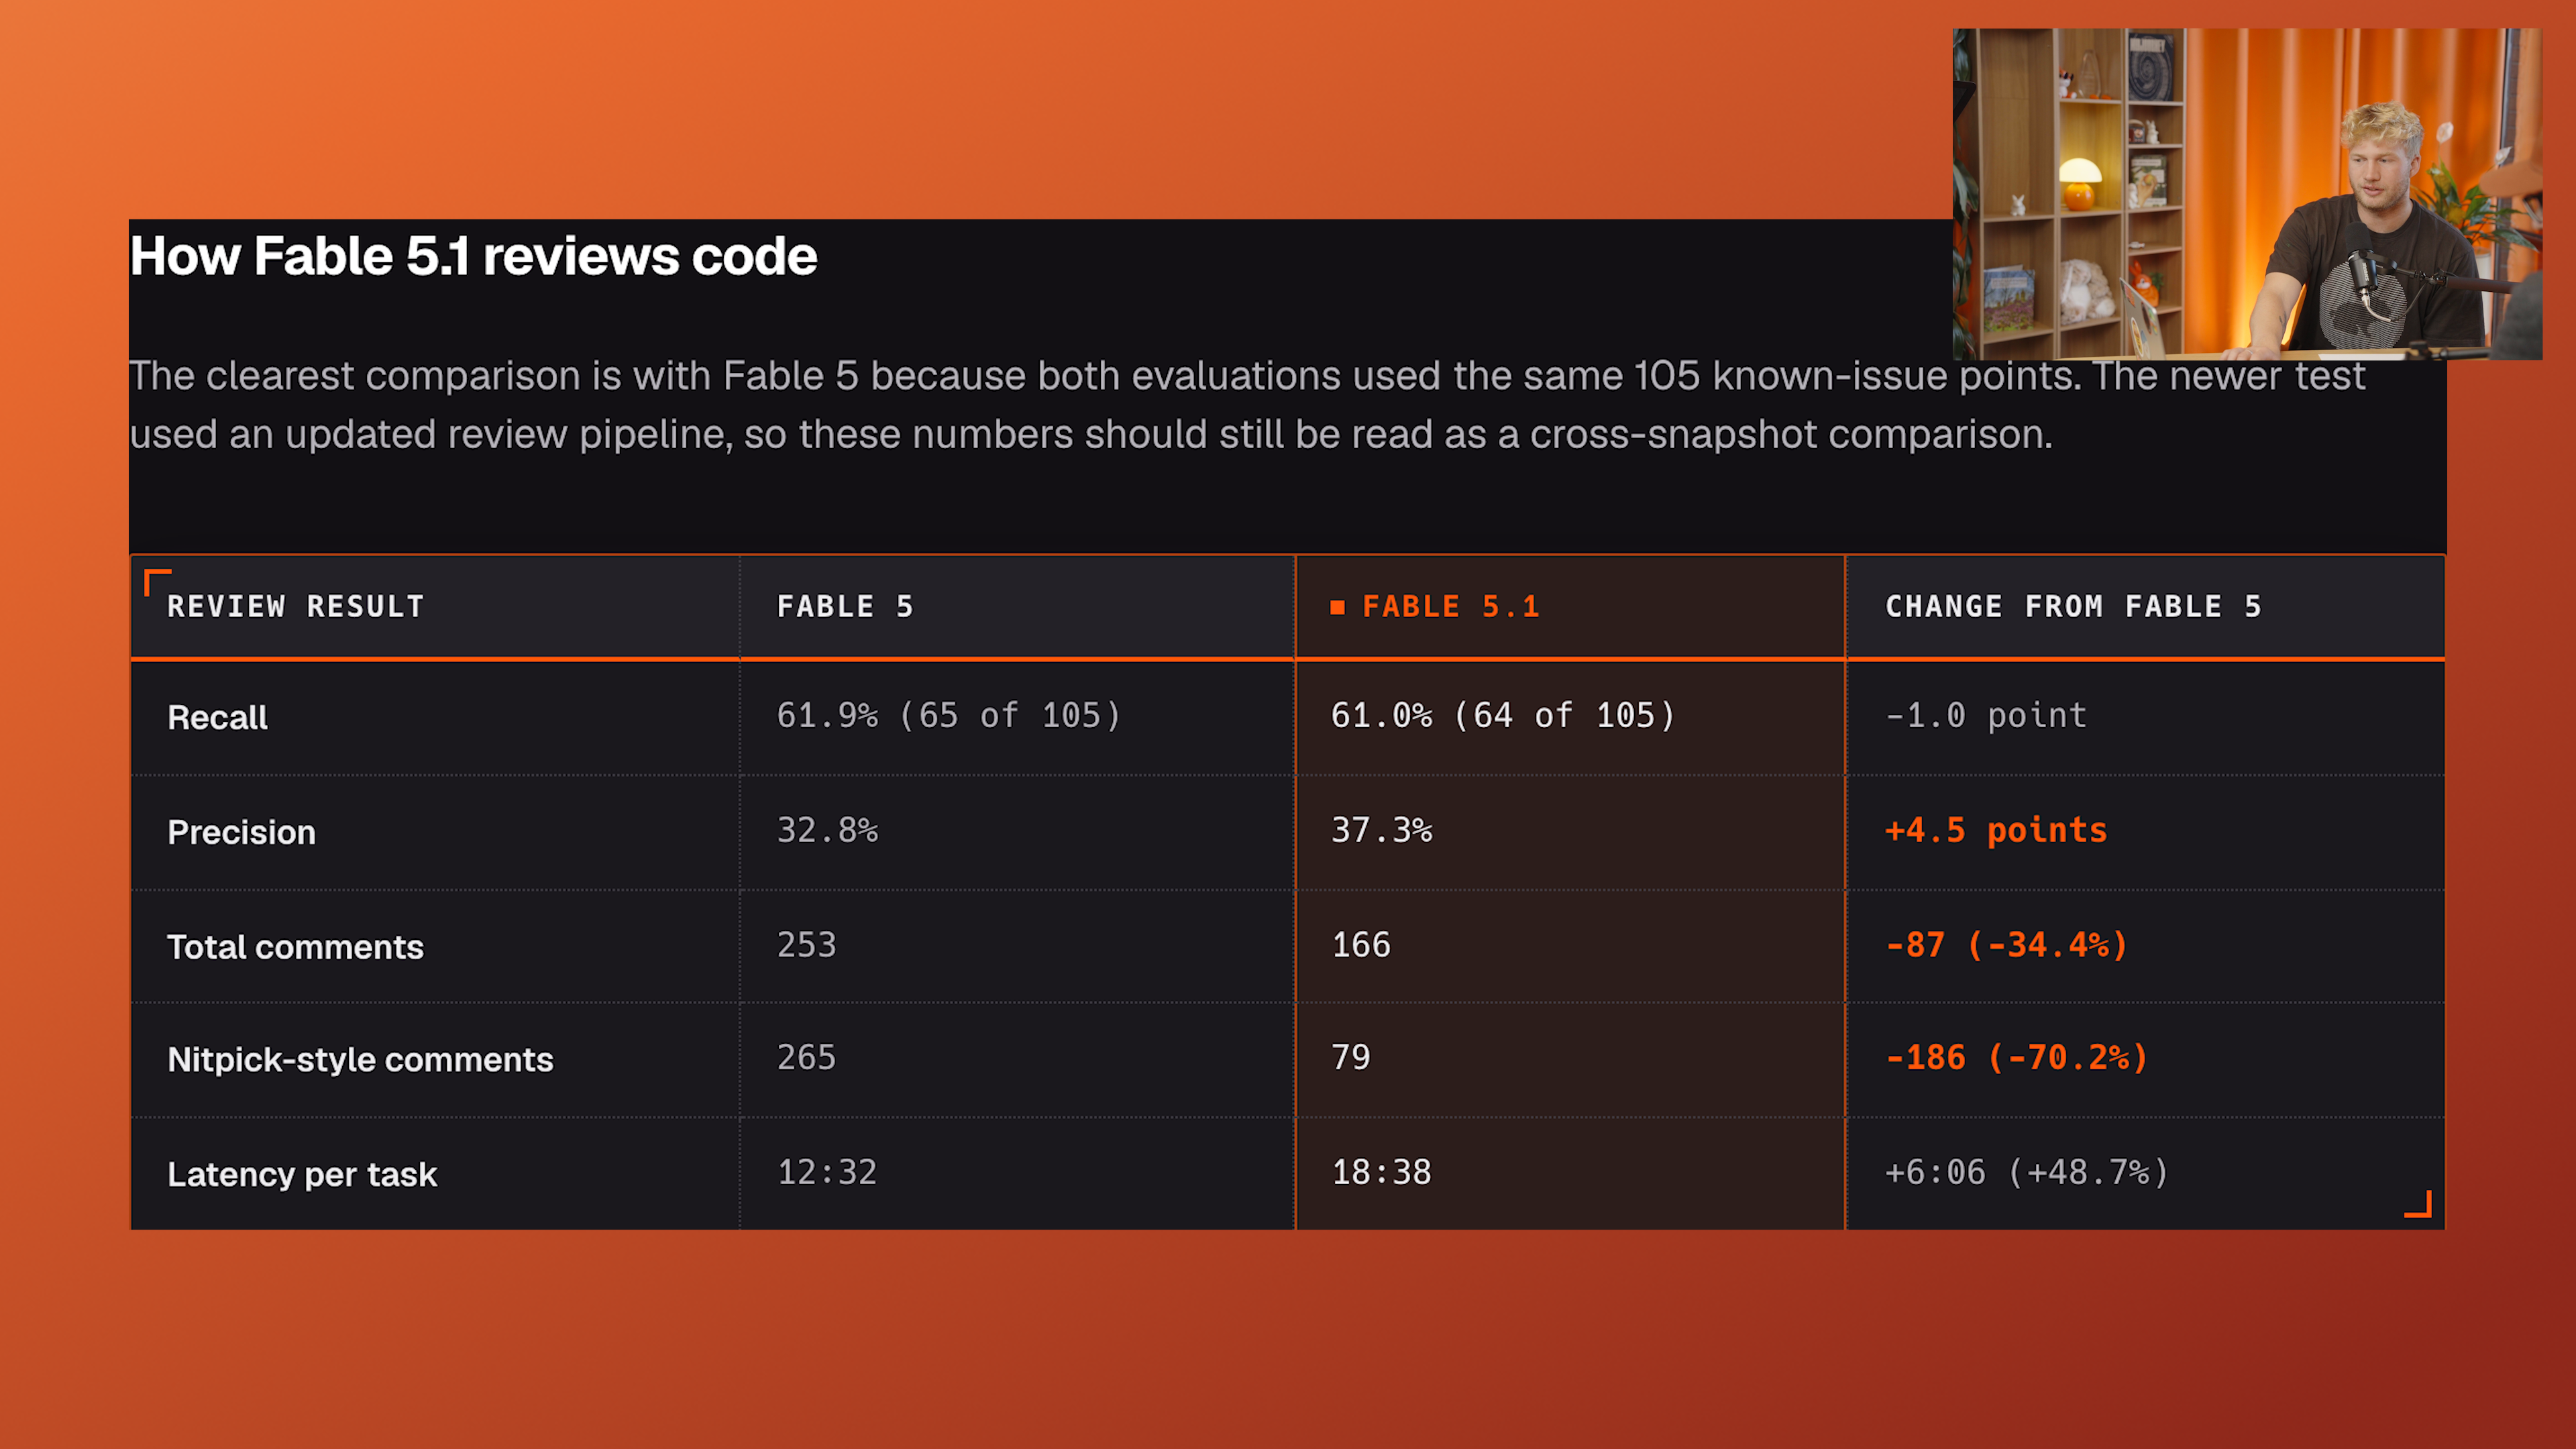 How Fable 5.1 reviews code
The clearest comparison is with Fable 5 because both evaluations used the same 105 known-issue points. The newer test
used an updated review pipeline, so these numbers should still be read as a cross-snapshot comparison.
REVIEW RESULT FABLE 5 FABLE 5.1 CHANGE FROM FABLE 5
Recall 61.9% (65 of 105) 61.0% (64 of 105) -1.0 point
Precision 32.8% 37.3% +4.5 points
Total comments 253 166 -87 (-34.4%)
Nitpick-style comments 265 79 -186 (-70.2%)
Latency per task 12:32 18:38 +6:06 (+48.7%)